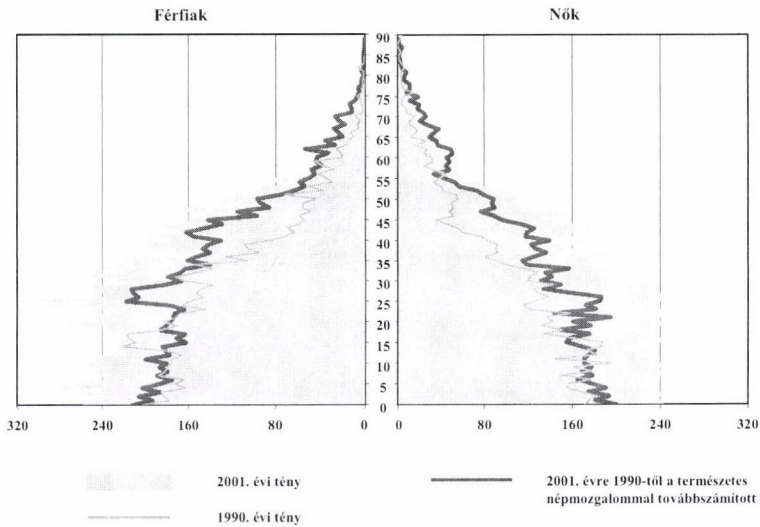 Férfiak
Nők
90
85
80
75
70
65
60
55
50
45
40
35
30
25
20
15
10
5
0
320 240 160 80 0
0 80 160 240 320
2001. évi tény
1990. évi tény
2001. évre 1990-től a természetes
népmozgalommal továbbszámított